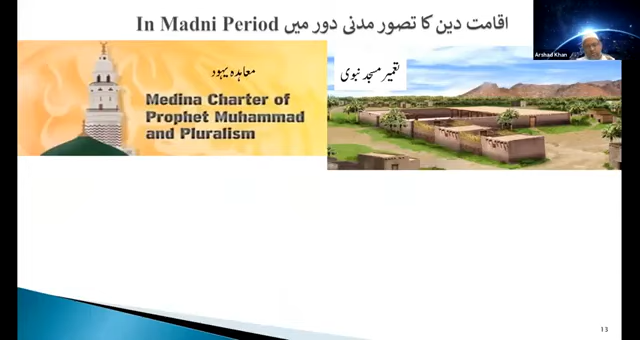 اقامت دین کا تصور مدنی دور میں In Madni Period
معاہدہ یہود
Medina Charter of
Prophet Muhammad
and Pluralism
تعمیر مسجد نبوی
Arshad Khan
13